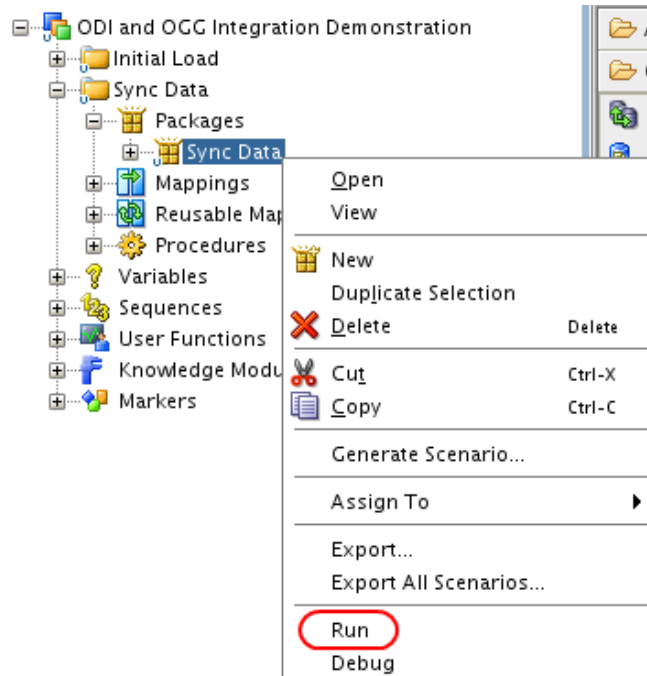 ODI and OGG Integration Demonstration
Initial Load
Sync Data
Packages
Sync Data
Mappings
Reusable Map
Procedures
Variables
Sequences
User Functions
Knowledge Modu
Markers
Open
View
New
Duplicate Selection
Delete Delete
Cut Ctrl-X
Copy Ctrl-C
Generate Scenario...
Assign To
Export...
Export All Scenarios...
Run
Debug